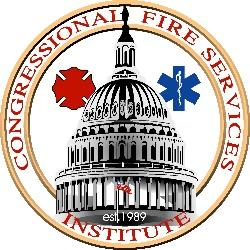 CONGRESSIONAL FIRE SERVICES
est.1989
INSTITUTE